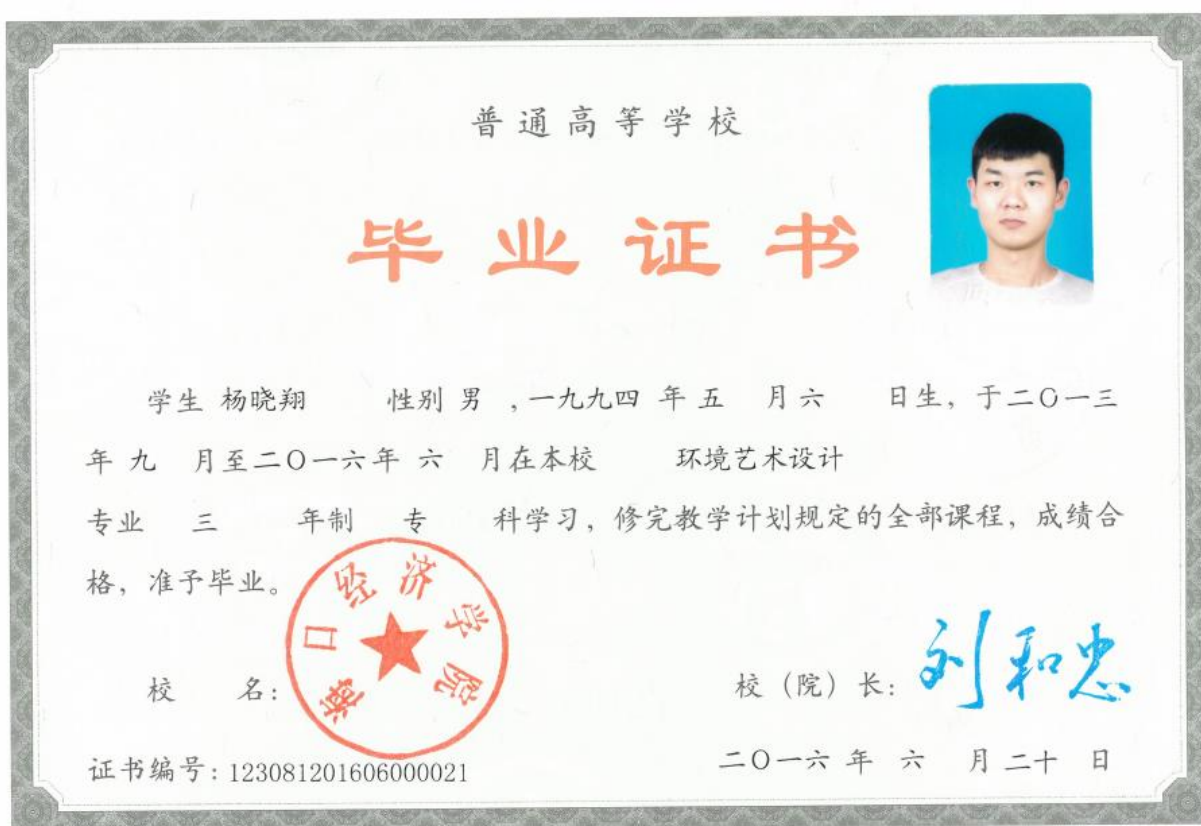 普通高等学校
毕业证书
学生 杨晓翔 性别 男 ,一九九四 年 五 月 六 日生，于二〇一三
年 九 月至二〇一六年 六 月在本校 环境艺术设计
专业 三 年制 专 科学习，修完教学计划规定的全部课程，成绩合
格，准予毕业。
海口经济学院
校 名：
校（院）长：刘和忠
证书编号：123081201606000021
二〇一六 年 六 月 二十 日